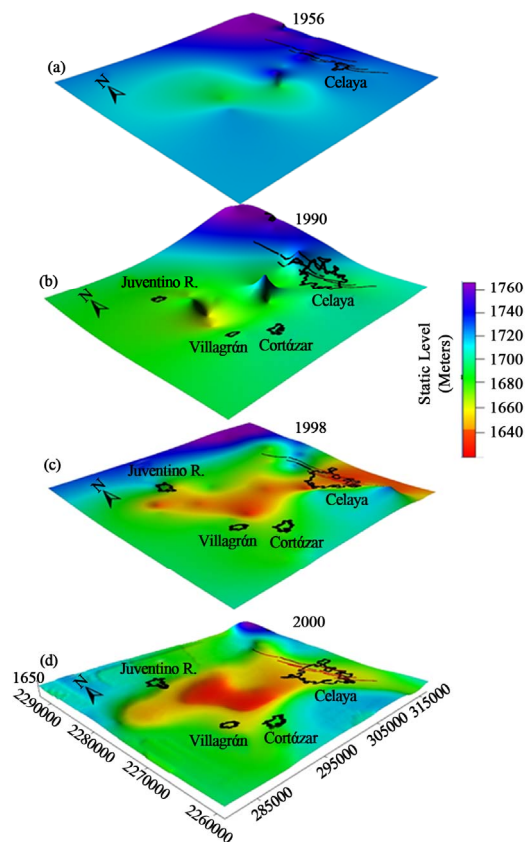 1956
(a)
N
Celaya
1990
(b)
Juventino R.
N
Celaya
Villagrán
Cortázar
1760
1740
1720
1700
1680
1660
1640
Static Level
(Meters)
1998
(c)
Juventino R.
N
Celaya
Villagrán
Cortázar
2000
(d)
Juventino R.
1650
N
Celaya
Villagrán
Cortázar
2290000
2280000
2270000
2260000
285000
295000
305000
315000